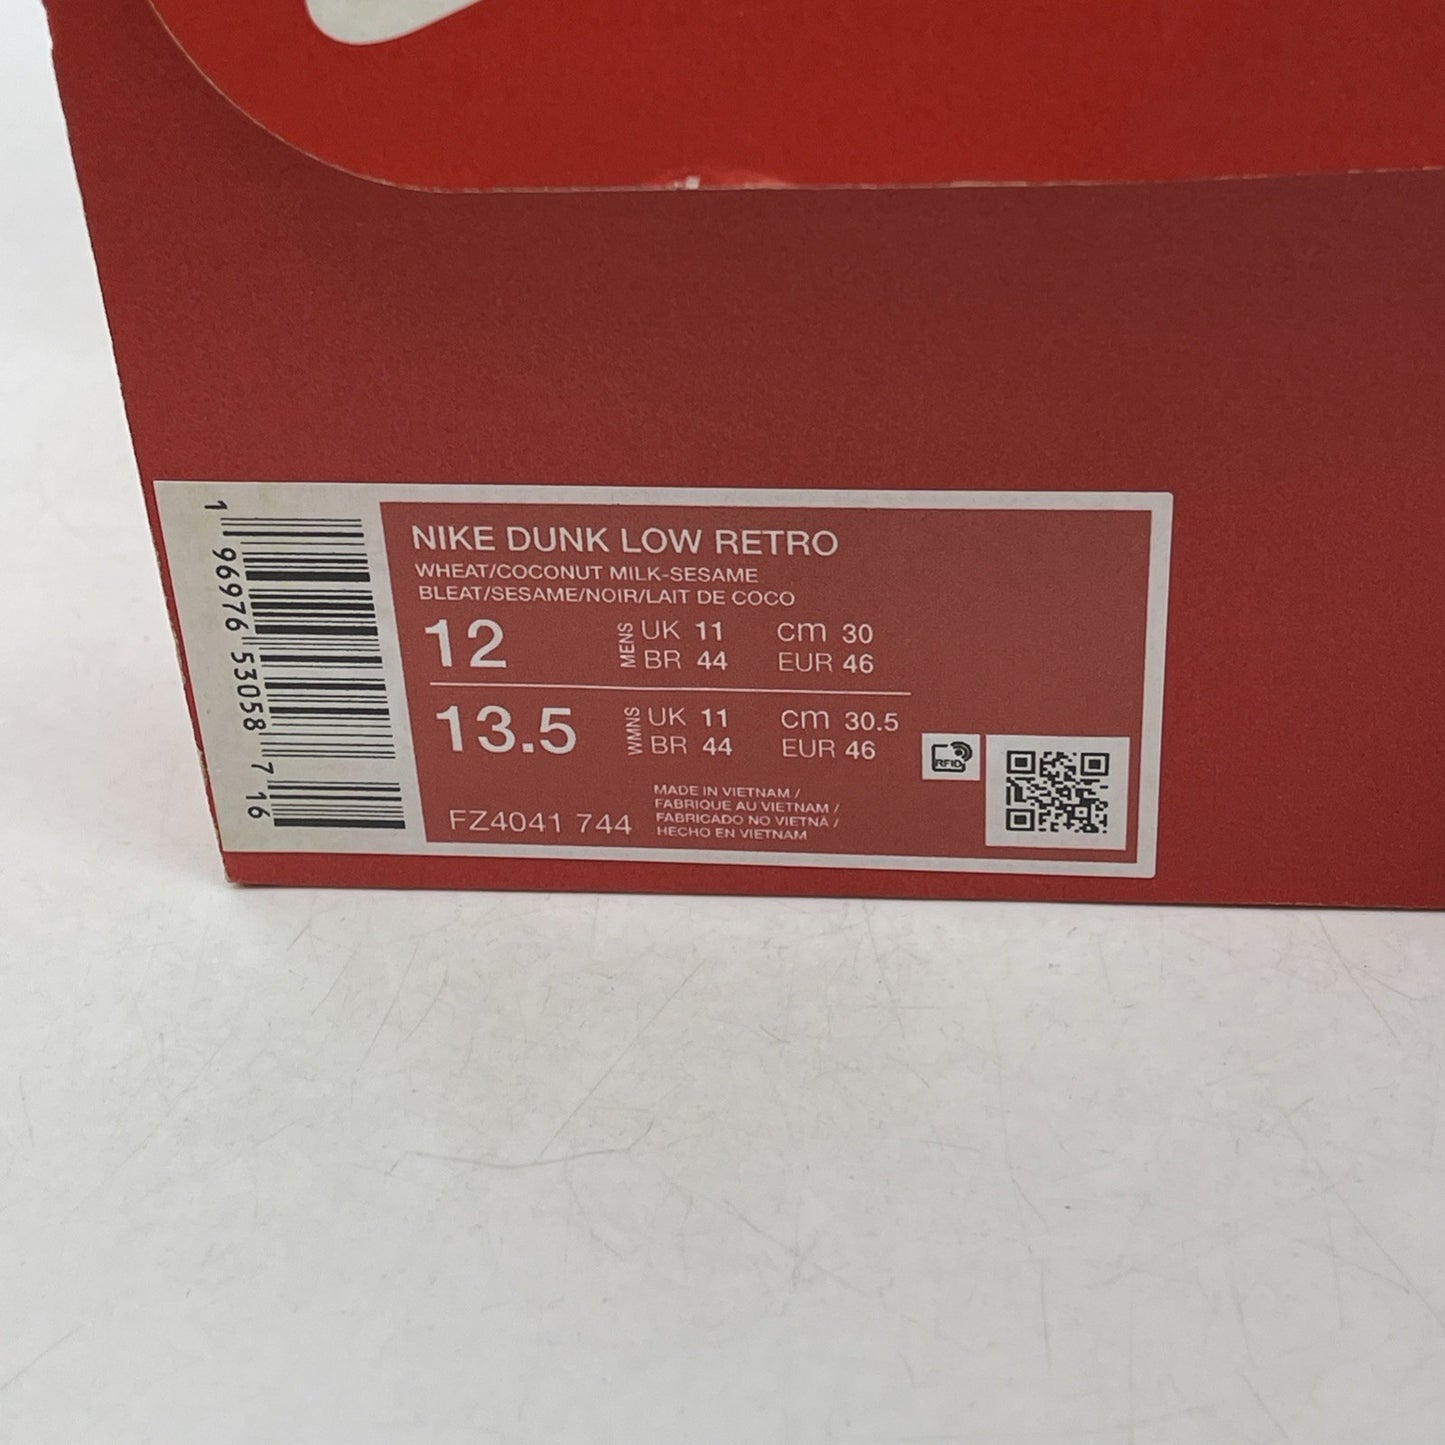 NIKE DUNK LOW RETRO
WHEAT/COCONUT MILK-SESAME
BLEAT/SESAME/NOIR/LAIT DE COCO
12 MENS UK 11 cm 30
BR 44 EUR 46
13.5 WMNS UK 11 cm 30.5
BR 44 EUR 46
RFID
MADE IN VIETNAM /
FABRIQUE AU VIETNAM /
FABRICADO NO VIETNÃ /
HECHO EN VIETNAM
FZ4041 744
1 96976 53058 7 16